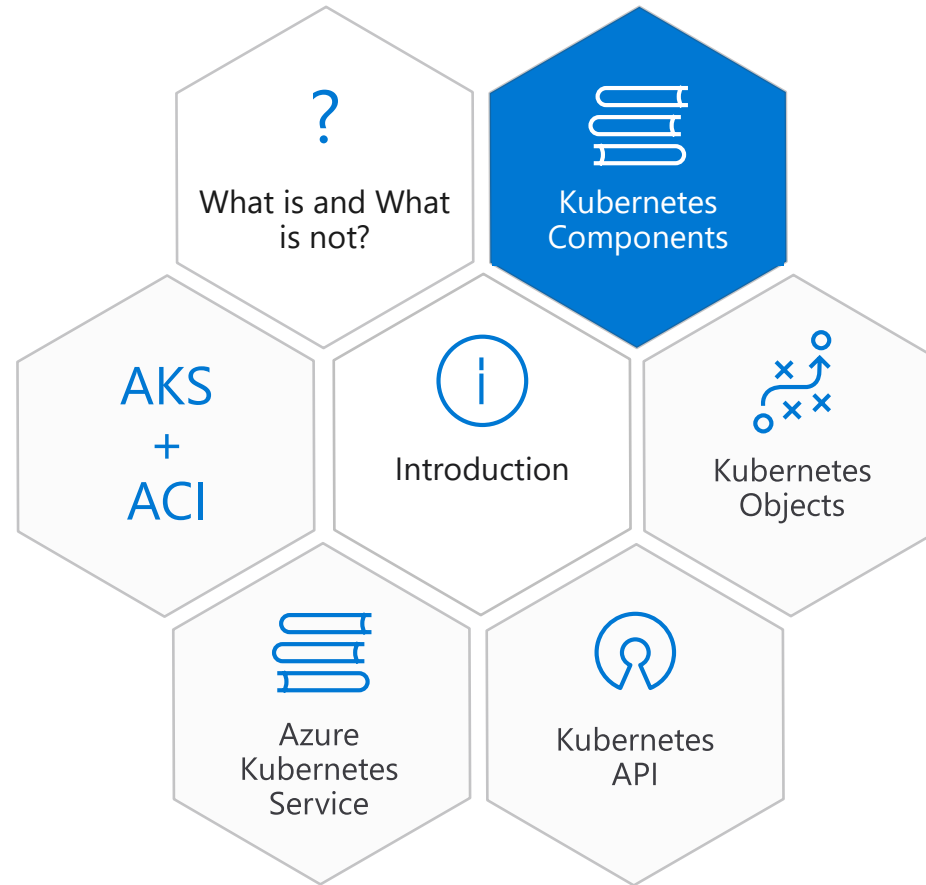 ?
What is and What
is not?
Kubernetes
Components
AKS
+
ACI
Introduction
Kubernetes
Objects
Azure
Kubernetes
Service
Kubernetes
API